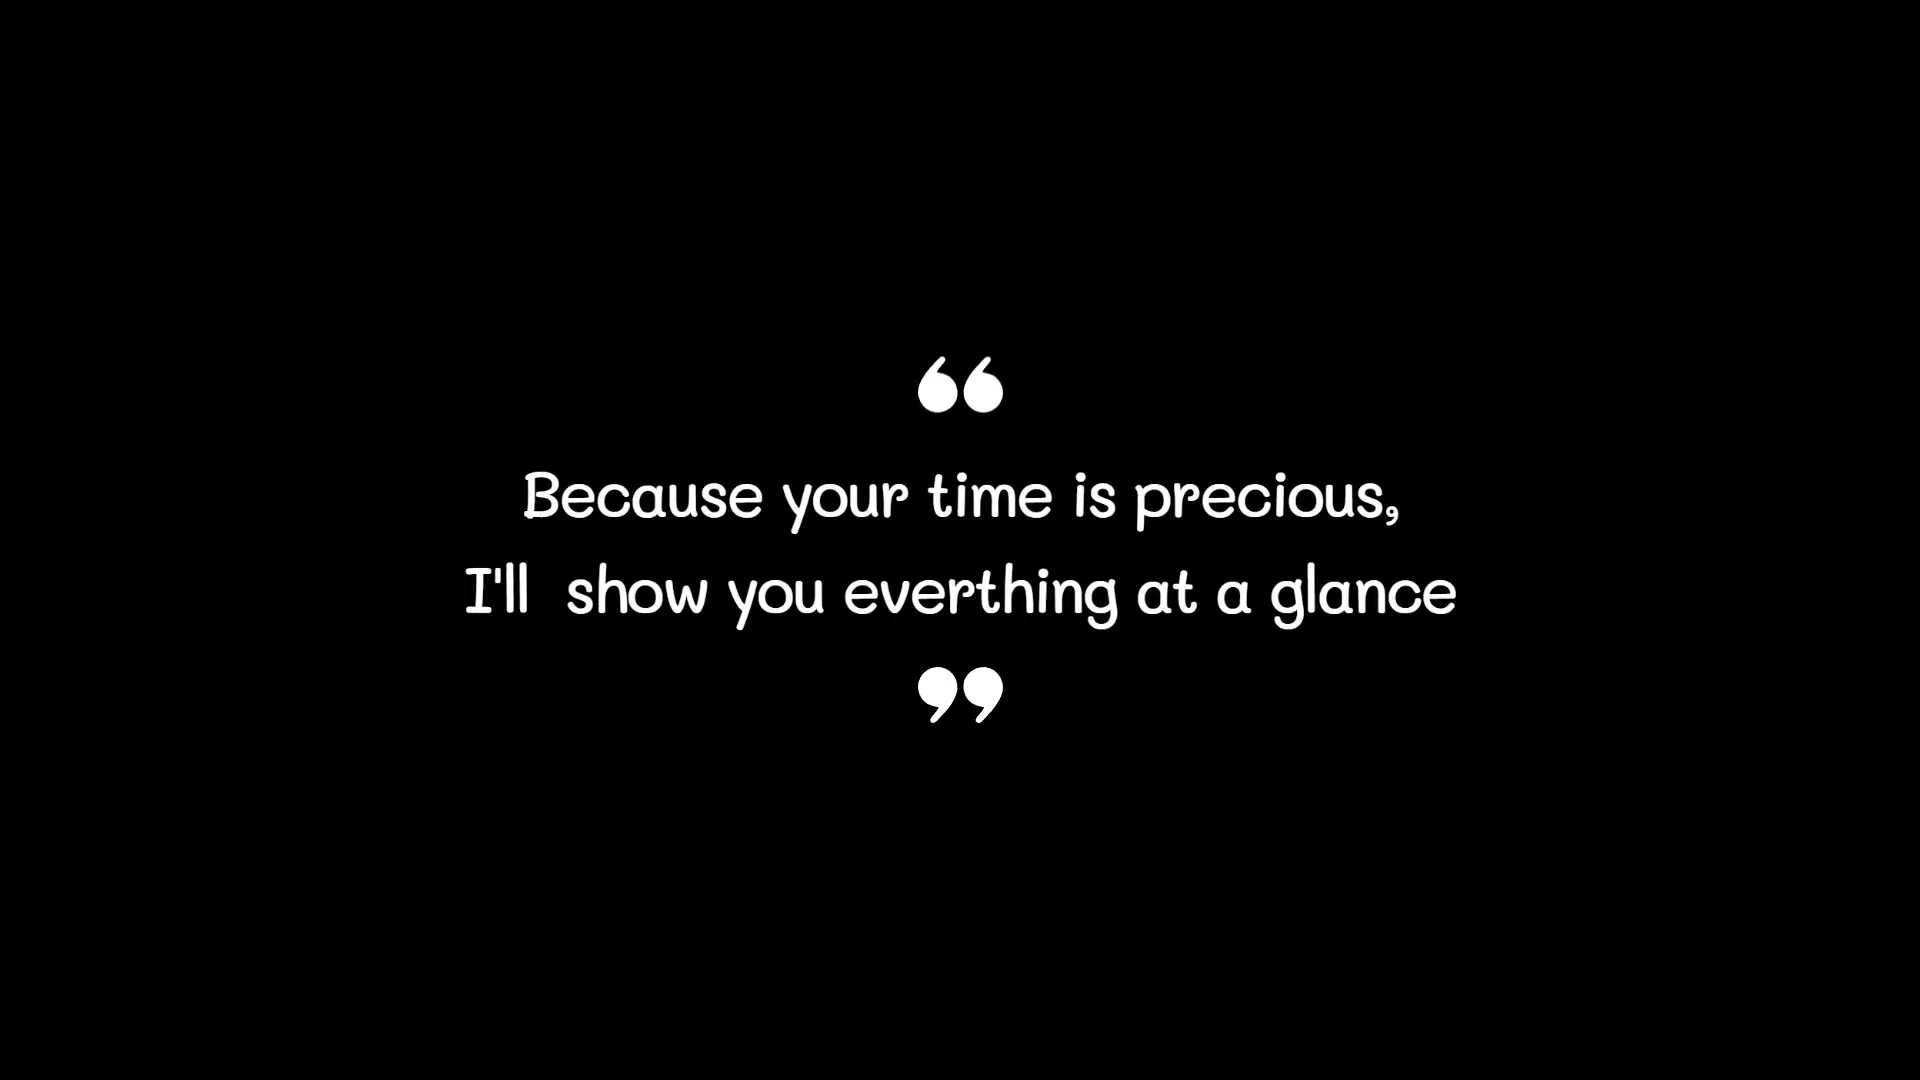 “
Because your time is precious,
I'll  show you everthing at a glance
”